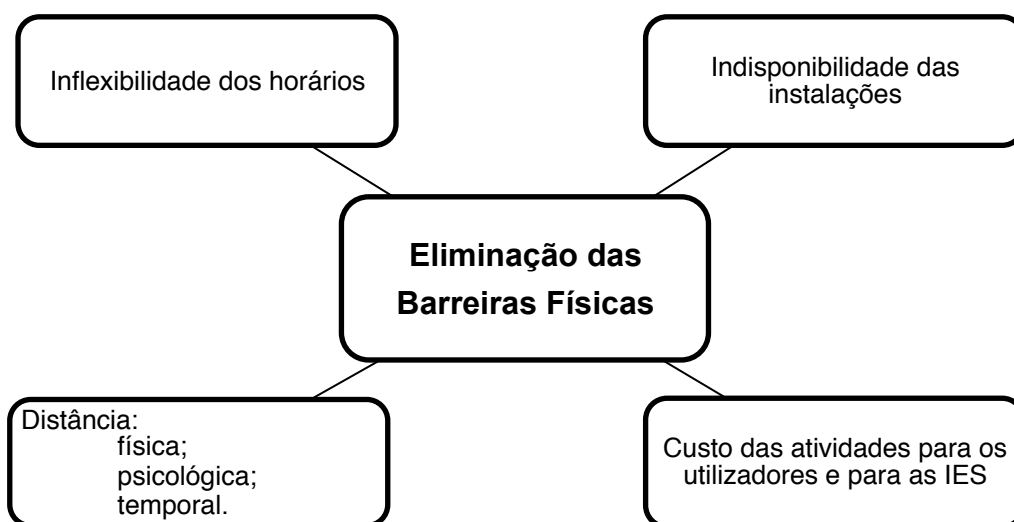 Inflexibilidade dos horários
Indisponibilidade das
instalações
Eliminação das
Barreiras Físicas
Distância:
física;
psicológica;
temporal.
Custo das atividades para os
utilizadores e para as IES